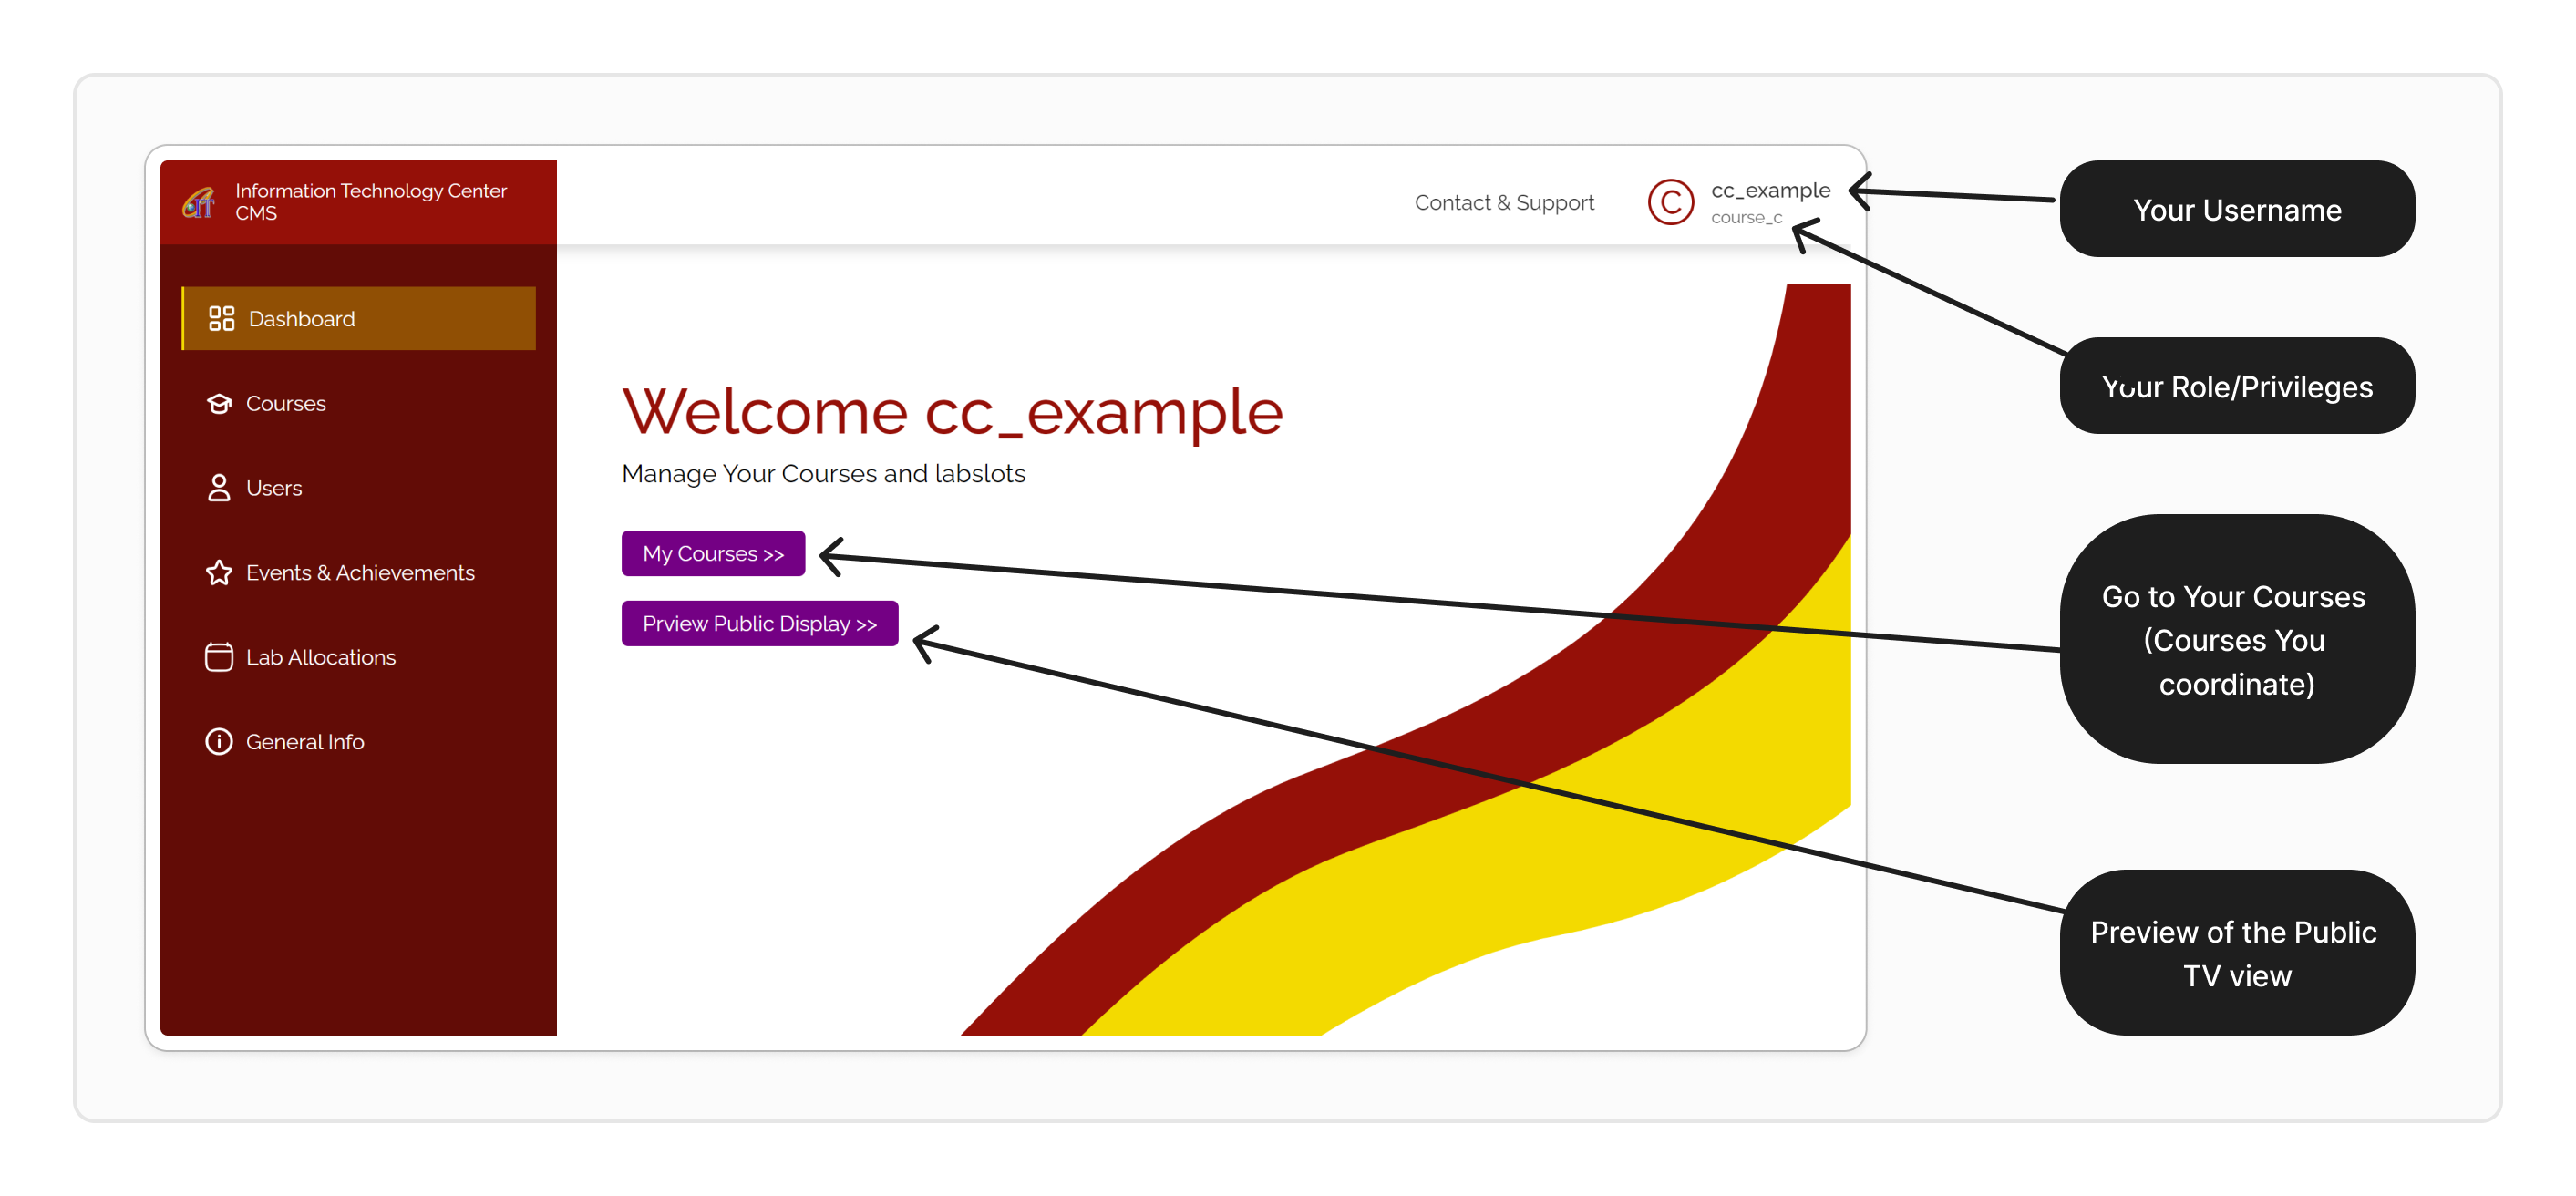 Information Technology Center
CMS
Contact & Support
C
cc_example
course_c
Your Username
Dashboard
Your Role/Privileges
Courses
Welcome cc_example
Manage Your Courses and labslots
Users
My Courses >>
Events & Achievements
Prview Public Display >>
Go to Your Courses
(Courses You
coordinate)
Lab Allocations
General Info
Preview of the Public
TV view